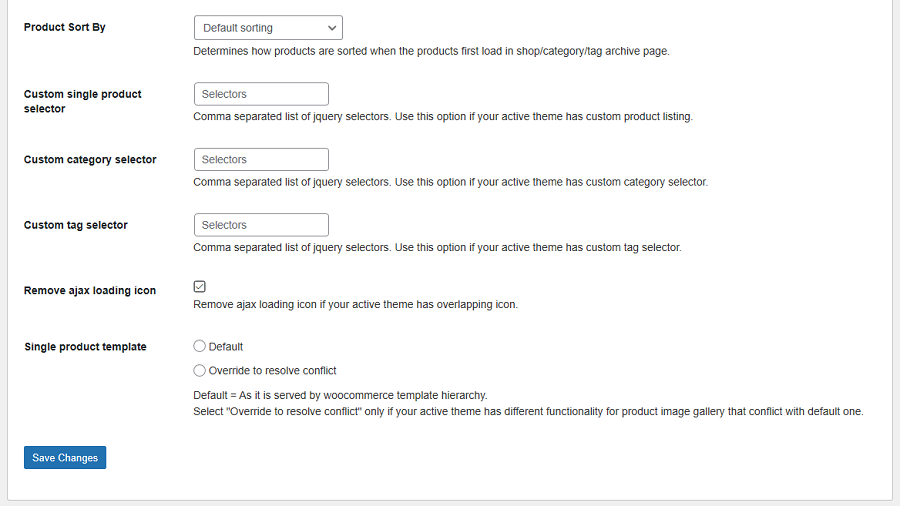 Product Sort By
Default sorting
Determines how products are sorted when the products first load in shop/category/tag archive page.
Custom single product
selector
Selectors
Comma separated list of jquery selectors. Use this option if your active theme has custom product listing.
Custom category selector
Selectors
Comma separated list of jquery selectors. Use this option if your active theme has custom category selector.
Custom tag selector
Selectors
Comma separated list of jquery selectors. Use this option if your active theme has custom tag selector.
Remove ajax loading icon
Remove ajax loading icon if your active theme has overlapping icon.
Single product template
Default
Override to resolve conflict
Default = As it is served by woocommerce template hierarchy.
Select "Override to resolve conflict" only if your active theme has different functionality for product image gallery that conflict with default one.
Save Changes